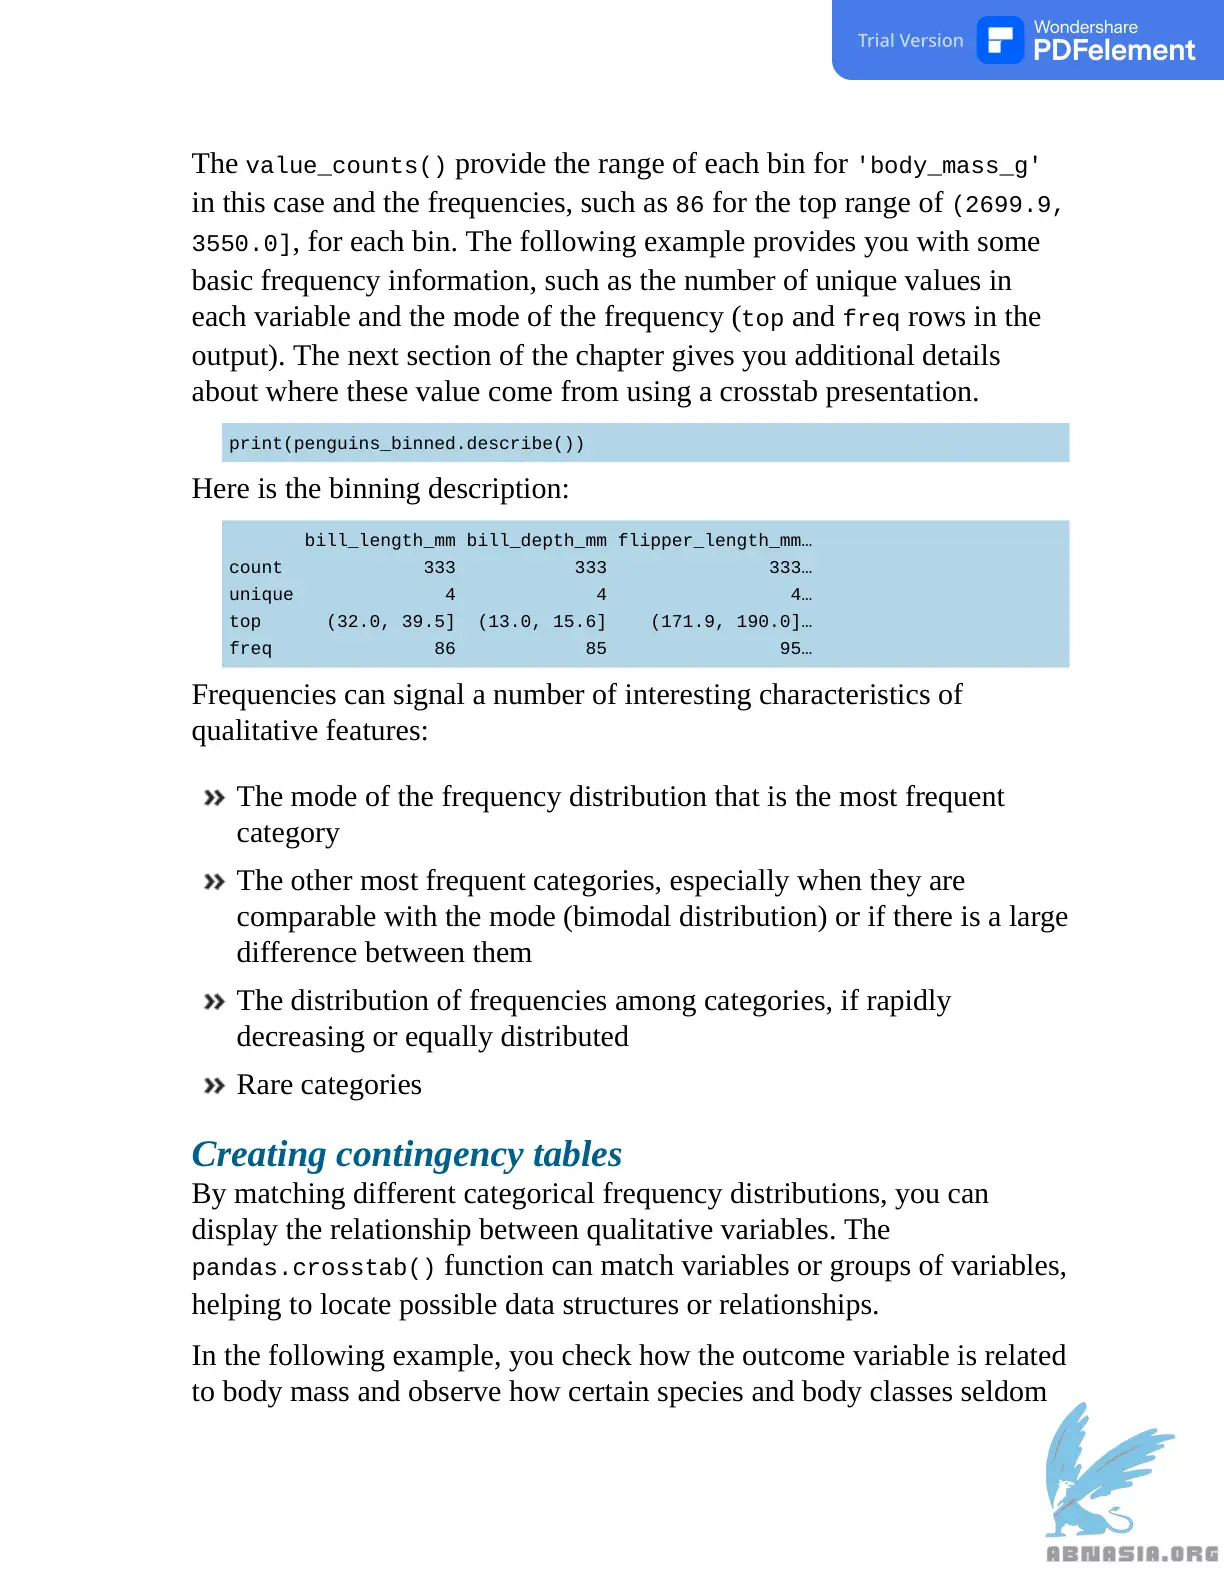 Trial Version
Wondershare
PDFelement
The value_counts() provide the range of each bin for 'body_mass_g'
in this case and the frequencies, such as 86 for the top range of (2699.9,
3550.0], for each bin. The following example provides you with some
basic frequency information, such as the number of unique values in
each variable and the mode of the frequency (top and freq rows in the
output). The next section of the chapter gives you additional details
about where these value come from using a crosstab presentation.
print(penguins_binned.describe())
Here is the binning description:
bill_length_mm bill_depth_mm flipper_length_mm…
count 333 333 333…
unique 4 4 4…
top (32.0, 39.5] (13.0, 15.6] (171.9, 190.0]…
freq 86 85 95…
Frequencies can signal a number of interesting characteristics of
qualitative features:
» The mode of the frequency distribution that is the most frequent
category
» The other most frequent categories, especially when they are
comparable with the mode (bimodal distribution) or if there is a large
difference between them
» The distribution of frequencies among categories, if rapidly
decreasing or equally distributed
» Rare categories
Creating contingency tables
By matching different categorical frequency distributions, you can
display the relationship between qualitative variables. The
pandas.crosstab() function can match variables or groups of variables,
helping to locate possible data structures or relationships.
In the following example, you check how the outcome variable is related
to body mass and observe how certain species and body classes seldom
ABNASIA.ORG